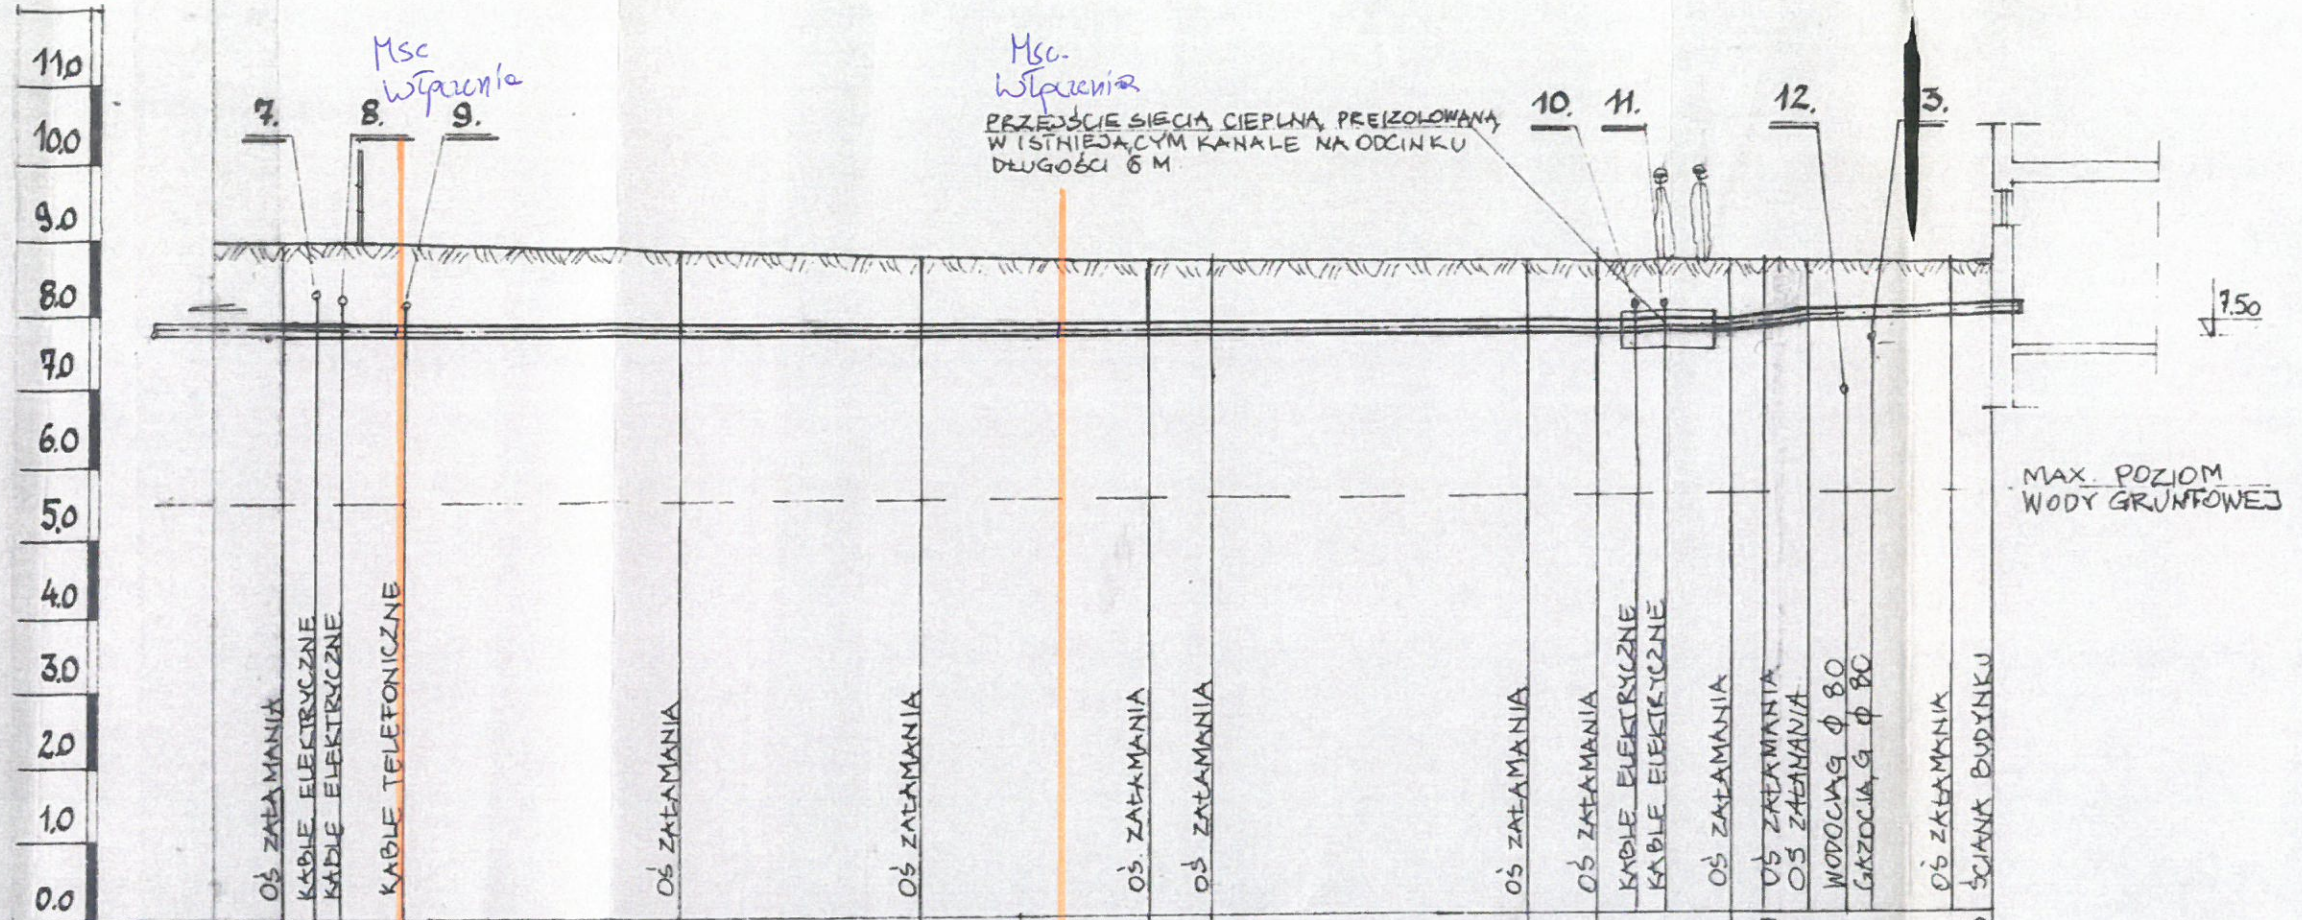 11,0
10,0
9,0
8.0
7.0
6.0
5,0
4.0
3.0
2.0
1.0
0.0
Msc
Włączenia
7.
8.
9.
Msc.
Włączenia
PRZEJŚCIE SIECIĄ CIEPLNĄ PREIZOLOWANĄ
W ISTNIEJĄCYM KANALE NA ODCINKU
DŁUGOŚCI 6 M
10.
11.
12.
3.
7.50
MAX. POZIOM
WODY GRUNTOWEJ
OŚ ZAŁAMANIA
KABLE ELEKTRYCZNE
KABLE ELEKTRYCZNE
KABLE TELEFONICZNE
OŚ ZAŁAMANIA
OŚ ZAŁAMANIA
OŚ. ZAŁAMANIA
OŚ ZAŁAMANIA
OŚ ZAŁAMANIA
OŚ ZAŁAMANIA
KABLE ELEKTRYCZNE
KABLE ELEKTRYCZNE
OŚ ZAŁAMANIA
OŚ ZAŁAMANIA
OŚ ZAŁAMANIA
WODOCIĄG Φ 80
GAZOCIĄG G Φ 80
OŚ ZAŁAMANIA
ŚCIANA BUDYNKU